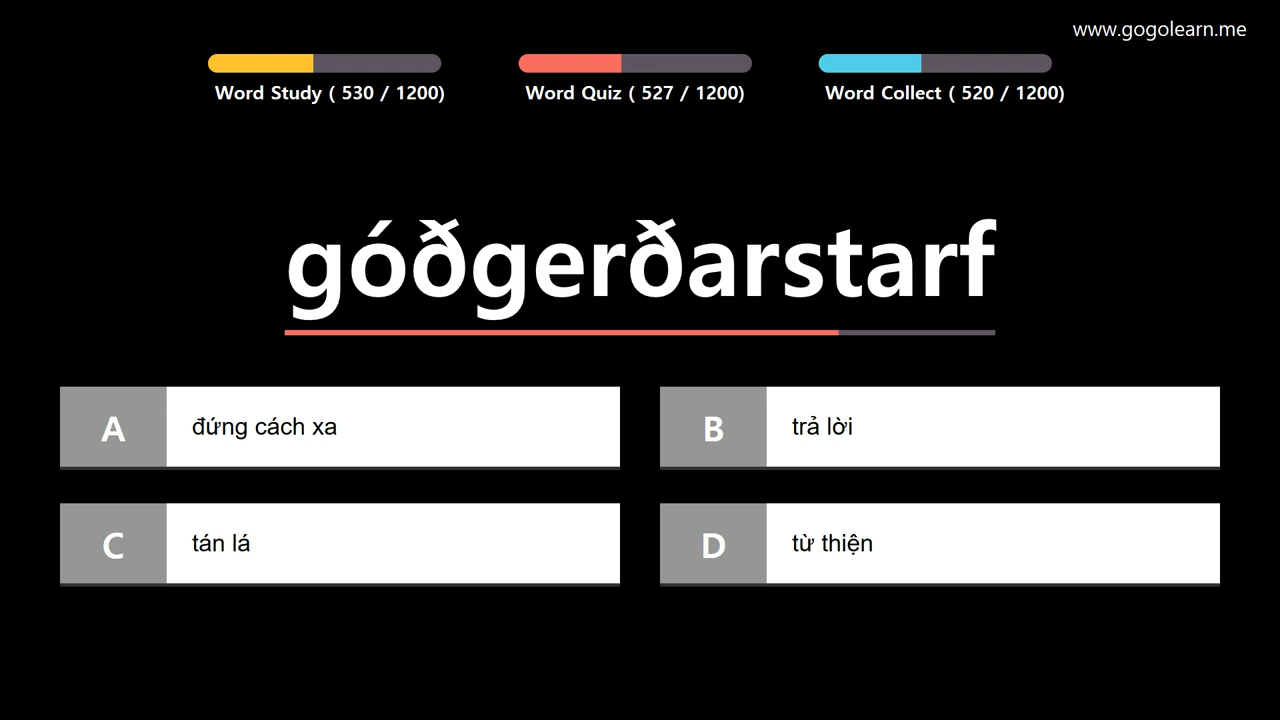 www.gogolearn.me
Word Study ( 530 / 1200)
Word Quiz ( 527 / 1200)
Word Collect ( 520 / 1200)
góðgerðarstarf
A
đứng cách xa
B
trả lời
C
tán lá
D
từ thiện